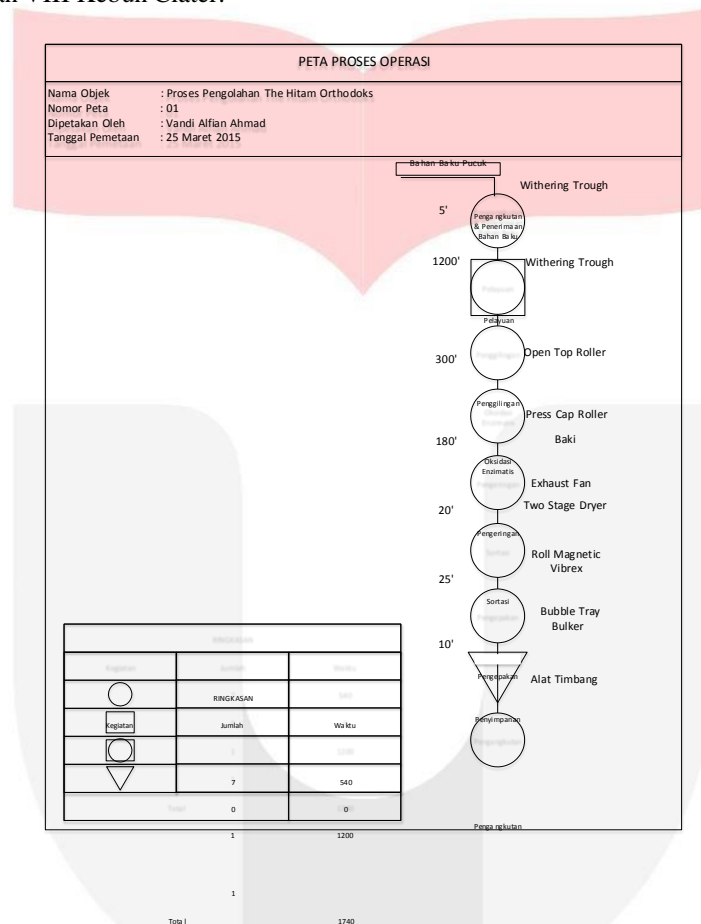 PETA PROSES OPERASI
Nama Objek : Proses Pengolahan The Hitam Orthodoks
Nomor Peta : 01
Dipetakan Oleh : Vandi Alfian Ahmad
Tanggal Pemetaan : 25 Maret 2015
Bahan Baku Pucuk
Withering Trough
5'
Pengangkutan
& Penerimaan
Bahan Baku
1200'
Withering Trough
Pelayuan
300'
Open Top Roller
Penggilingan
Press Cap Roller
180'
Baki
Oksidasi
Enzimatis
Exhaust Fan
20'
Two Stage Dryer
Pengeringan
Roll Magnetic
Vibrex
25'
Sortasi
Bubble Tray
Bulker
10'
Pengepakan
Alat Timbang
Penyimpanan
Pengangkutan
RINGKASAN
Kegiatan Jumlah Waktu
7 540
0 0
1 1200
1
Total 1740